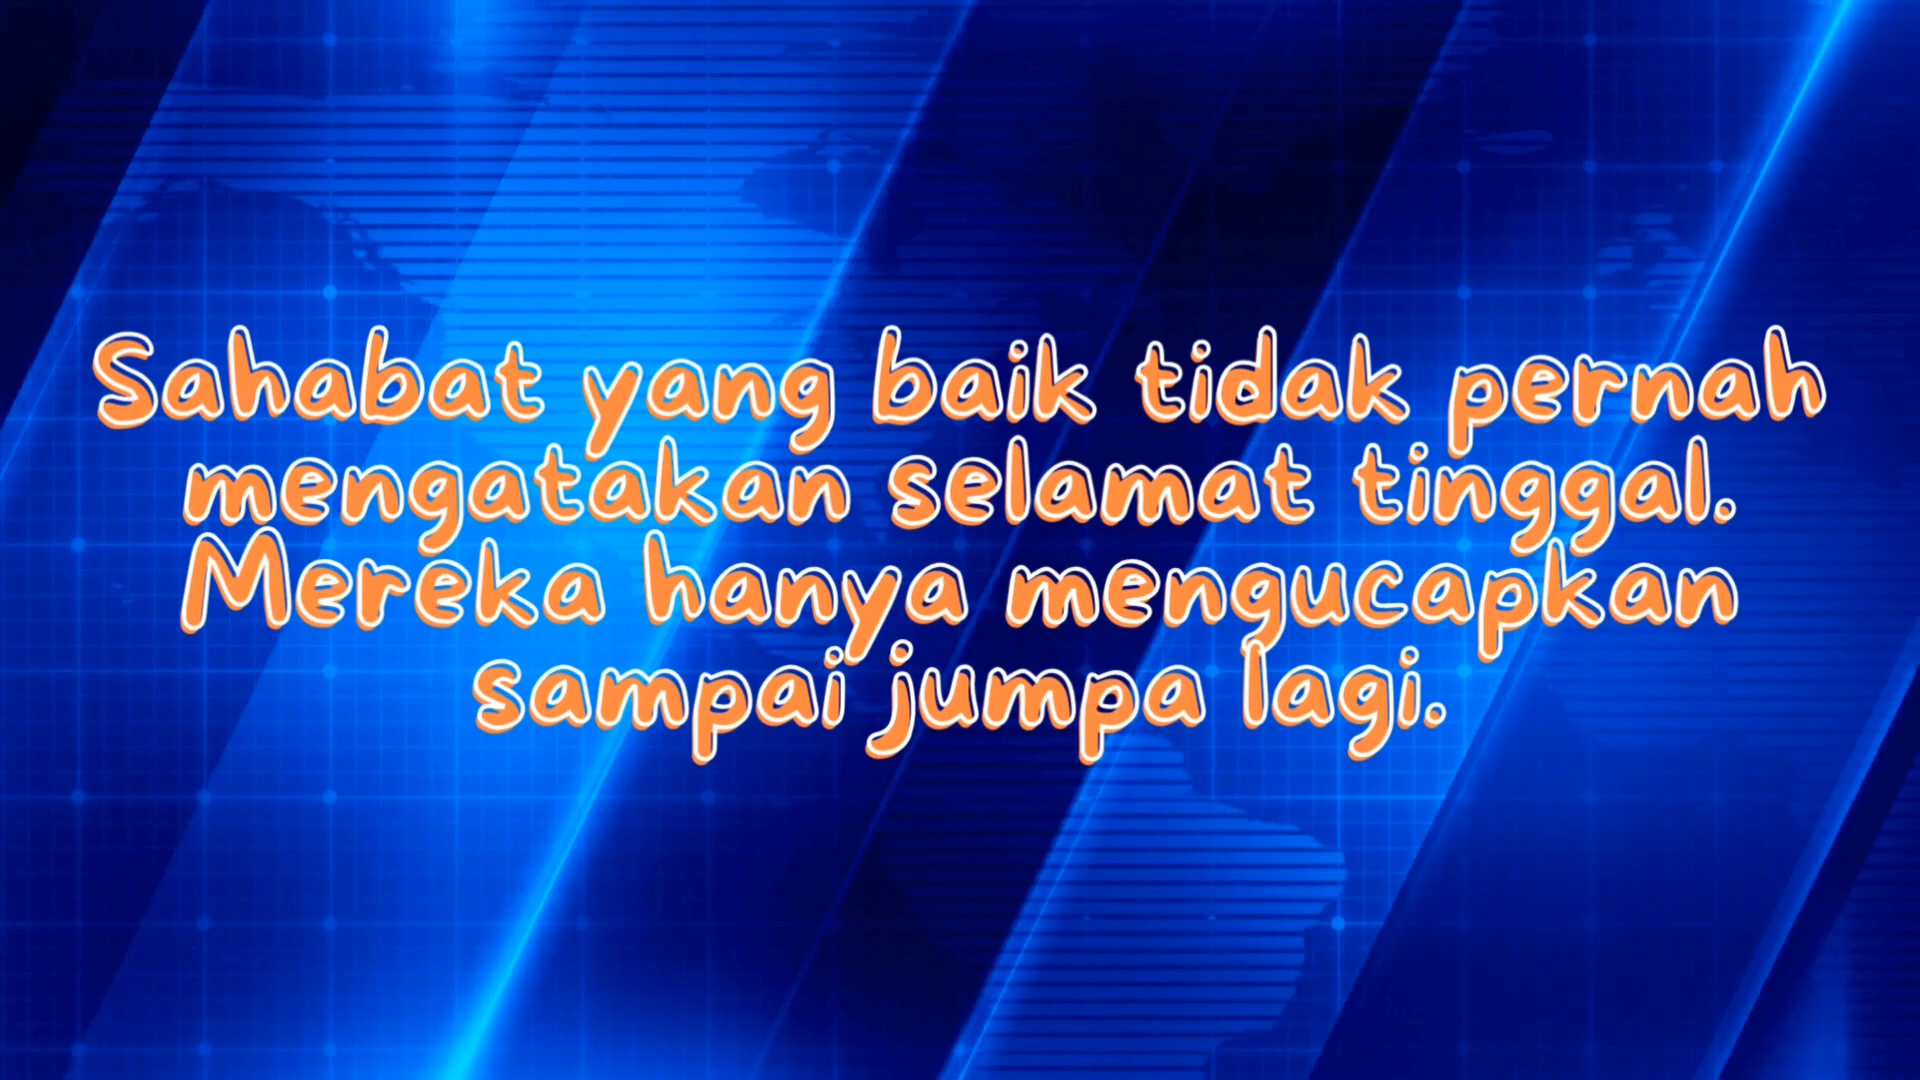 Sahabat yang baik tidak pernah
mengatakan selamat tinggal.
Mereka hanya mengucapkan
sampai jumpa lagi.